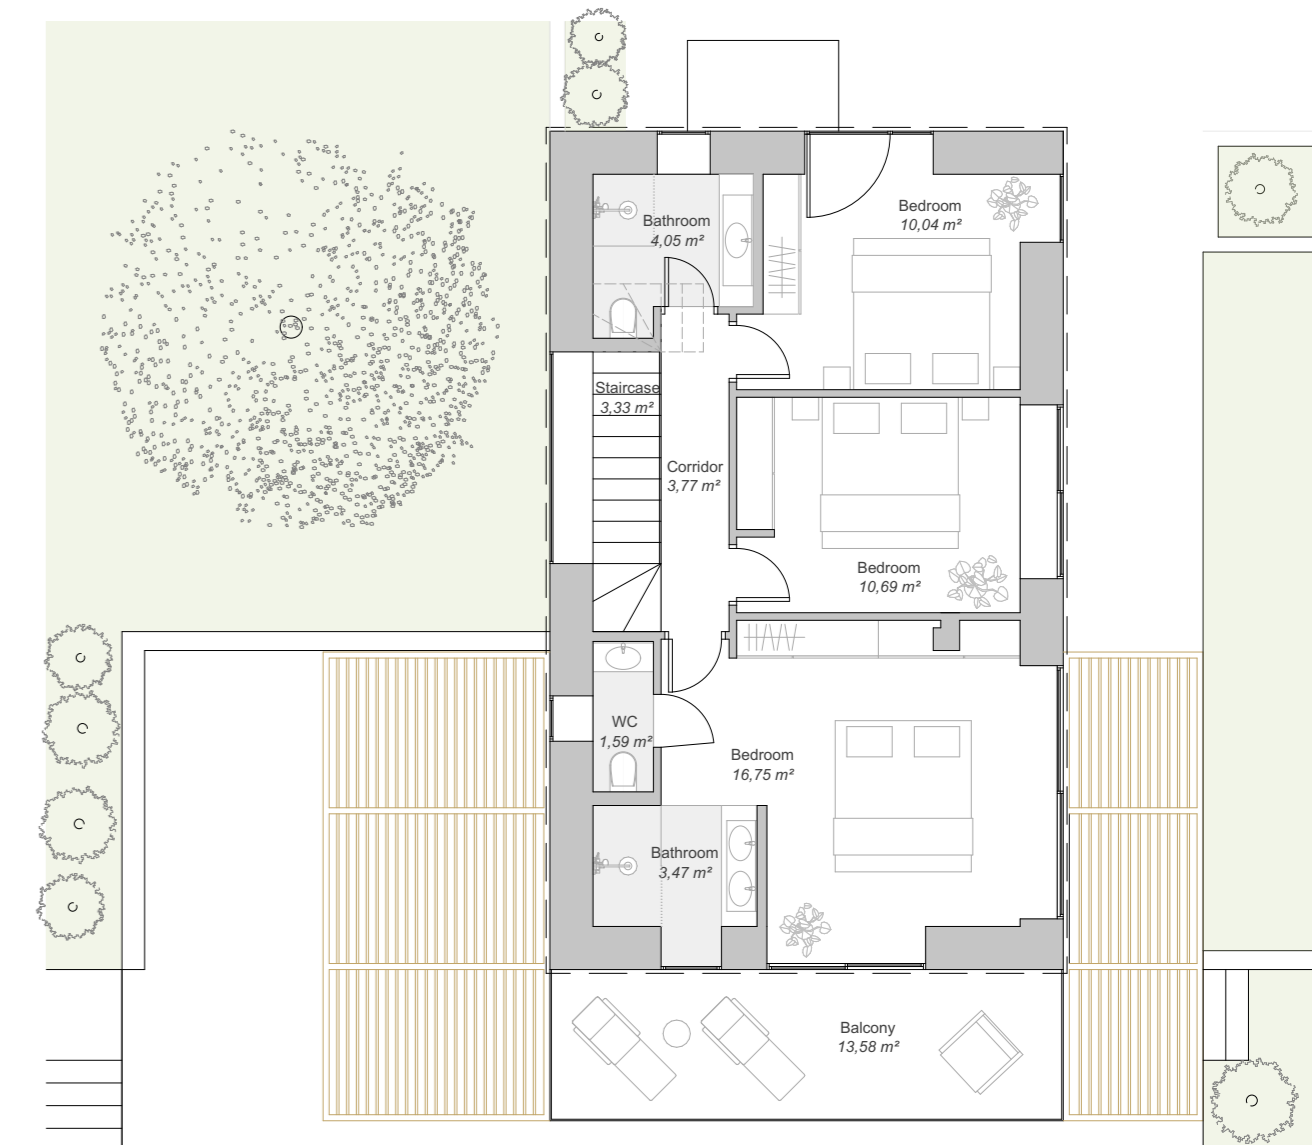 Bedroom
10,04 m²
Bathroom
4,05 m²
Staircase
3,33 m²
Corridor
3,77 m²
Bedroom
10,69 m²
WC
1,59 m²
Bedroom
16,75 m²
Bathroom
3,47 m²
Balcony
13,58 m²